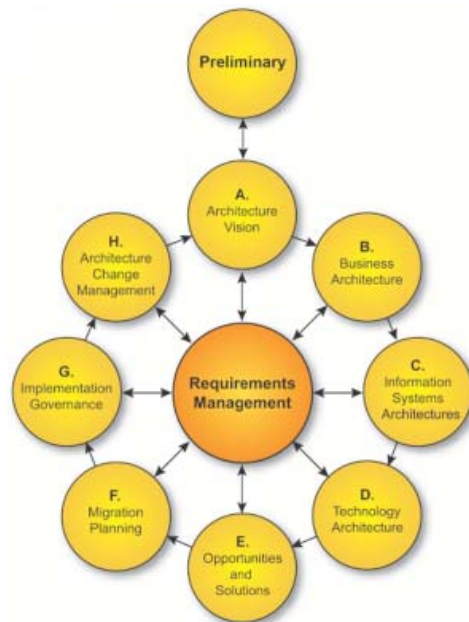 Preliminary
A.
Architecture
Vision
B.
Business
Architecture
C.
Information
Systems
Architectures
D.
Technology
Architecture
E.
Opportunities
and
Solutions
F.
Migration
Planning
G.
Implementation
Governance
H.
Architecture
Change
Management
Requirements
Management